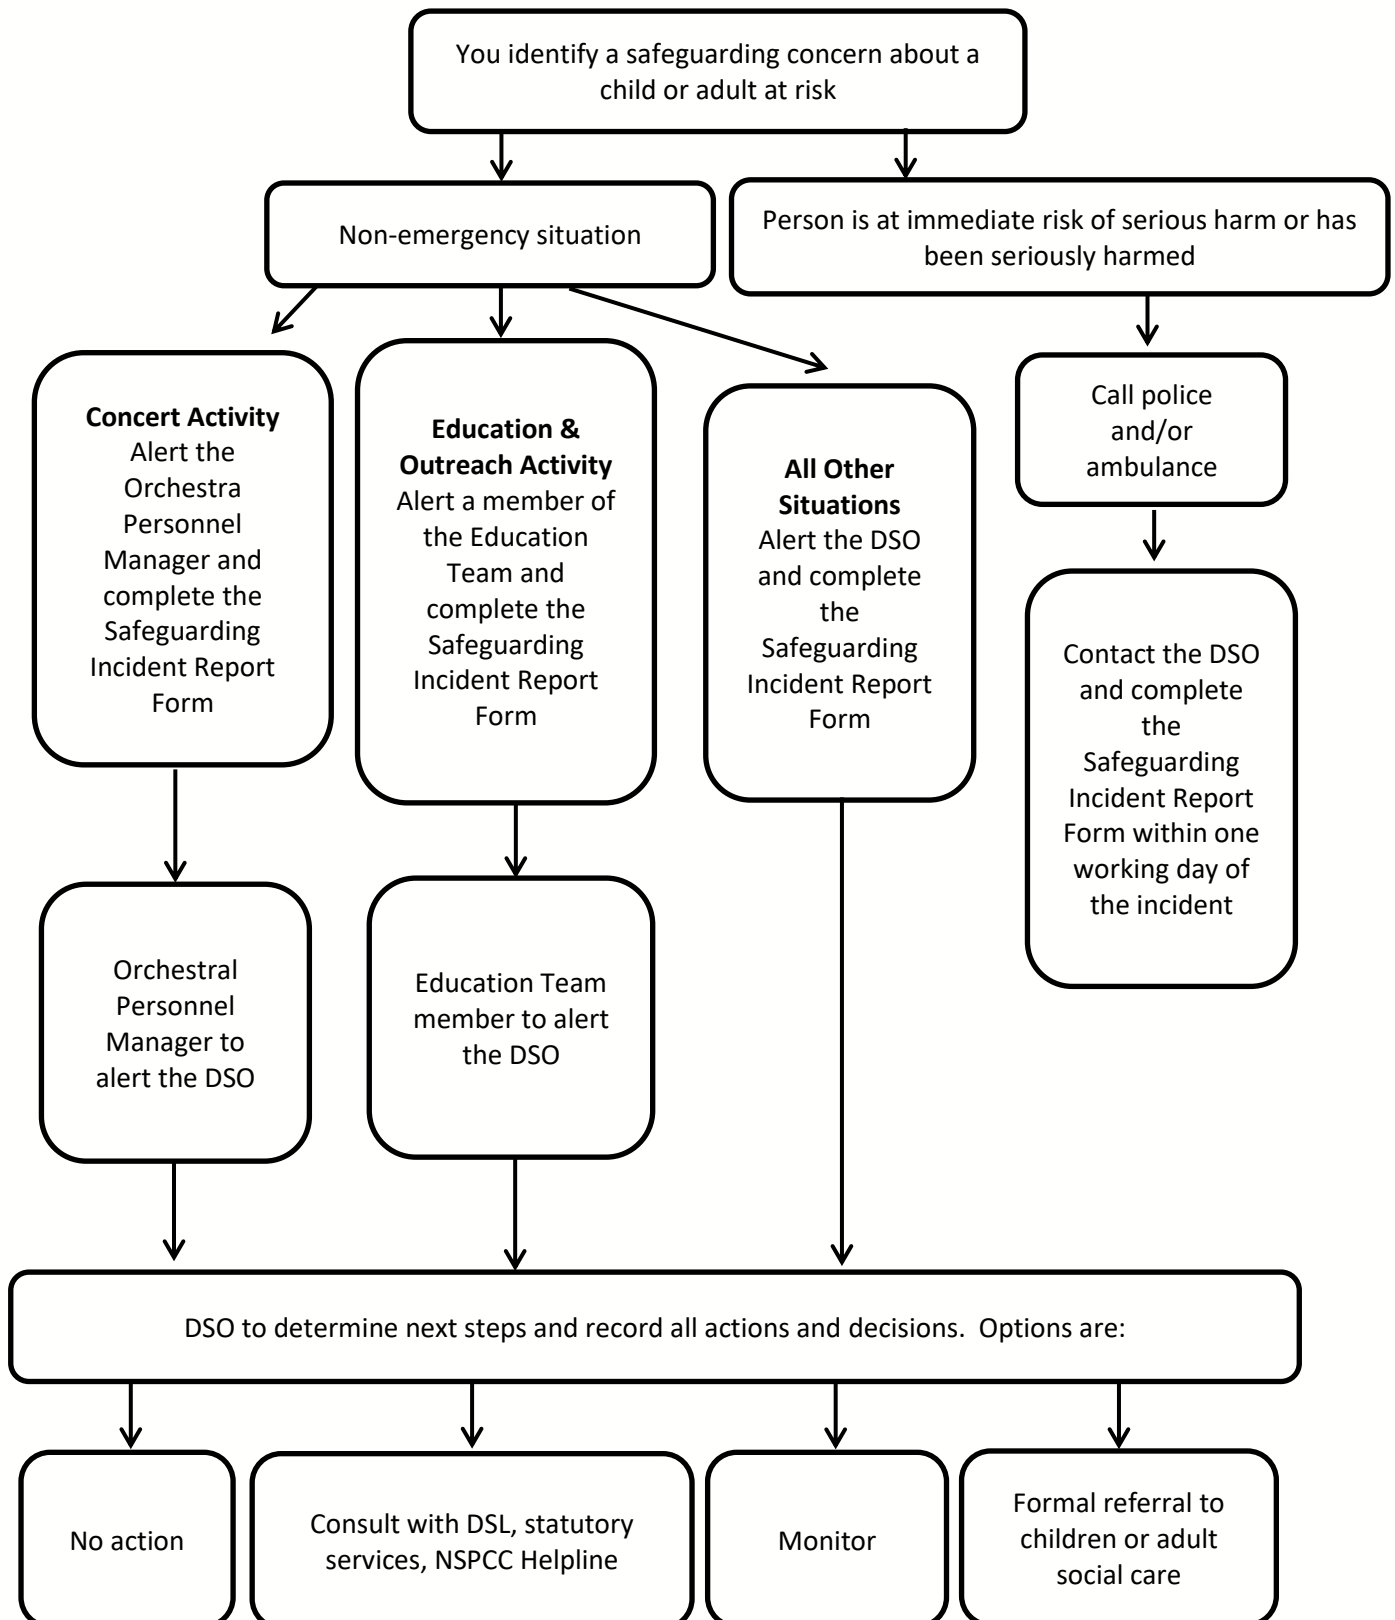 You identify a safeguarding concern about a
child or adult at risk
Non-emergency situation
Person is at immediate risk of serious harm or has
been seriously harmed
Concert Activity
Alert the
Orchestra
Personnel
Manager and
complete the
Safeguarding
Incident Report
Form
Education &
Outreach Activity
Alert a member of
the Education
Team and
complete the
Safeguarding
Incident Report
Form
All Other
Situations
Alert the DSO
and complete
the
Safeguarding
Incident Report
Form
Call police
and/or
ambulance
Contact the DSO
and complete
the
Safeguarding
Incident Report
Form within one
working day of
the incident
Orchestral
Personnel
Manager to
alert the DSO
Education Team
member to alert
the DSO
DSO to determine next steps and record all actions and decisions.  Options are:
No action
Consult with DSL, statutory
services, NSPCC Helpline
Monitor
Formal referral to
children or adult
social care